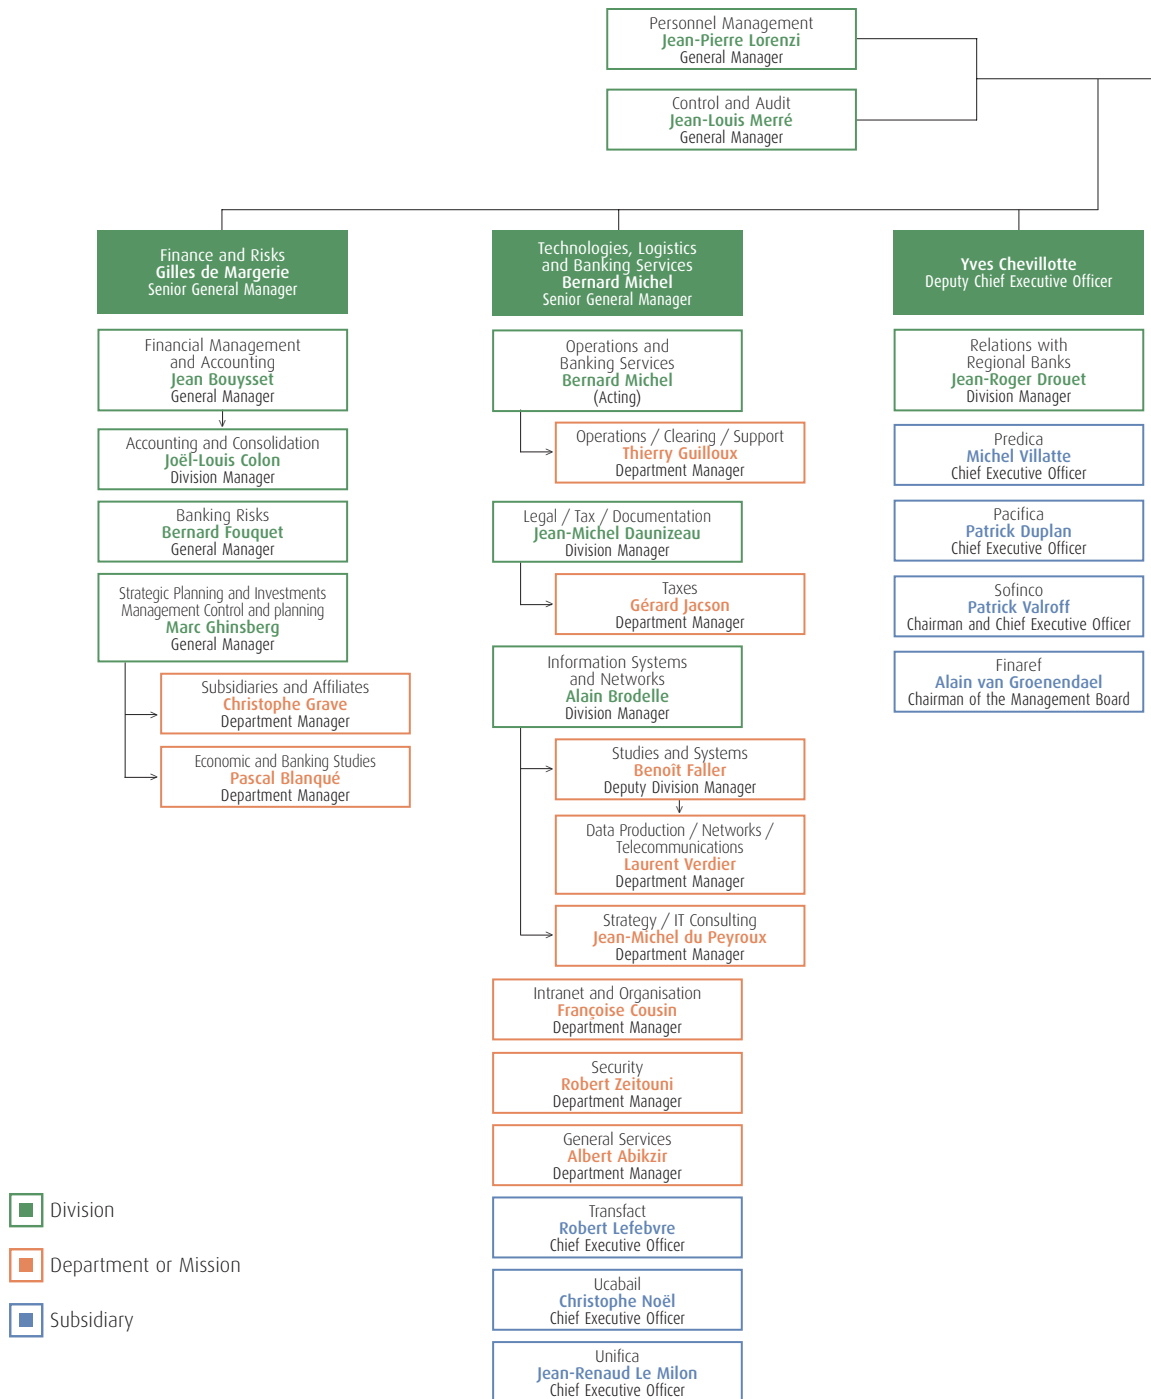 Personnel Management
Jean-Pierre Lorenzi
General Manager
Control and Audit
Jean-Louis Merré
General Manager
Finance and Risks
Gilles de Margerie
Senior General Manager
Financial Management
and Accounting
Jean Bouysset
General Manager
Accounting and Consolidation
Joël-Louis Colon
Division Manager
Banking Risks
Bernard Fouquet
General Manager
Strategic Planning and Investments
Management Control and planning
Marc Ghinsberg
General Manager
Subsidiaries and Affiliates
Christophe Grave
Department Manager
Economic and Banking Studies
Pascal Blanqué
Department Manager
Technologies, Logistics
and Banking Services
Bernard Michel
Senior General Manager
Operations and
Banking Services
Bernard Michel
(Acting)
Operations / Clearing / Support
Thierry Guilloux
Department Manager
Legal / Tax / Documentation
Jean-Michel Daunizeau
Division Manager
Taxes
Gérard Jacson
Department Manager
Information Systems
and Networks
Alain Brodelle
Division Manager
Studies and Systems
Benoît Faller
Deputy Division Manager
Data Production / Networks /
Telecommunications
Laurent Verdier
Department Manager
Strategy / IT Consulting
Jean-Michel du Peyroux
Department Manager
Intranet and Organisation
Françoise Cousin
Department Manager
Security
Robert Zeitouni
Department Manager
General Services
Albert Abikzir
Department Manager
Transfact
Robert Lefebvre
Chief Executive Officer
Ucabail
Christophe Noël
Chief Executive Officer
Unifica
Jean-Renaud Le Milon
Chief Executive Officer
Yves Chevillotte
Deputy Chief Executive Officer
Relations with
Regional Banks
Jean-Roger Drouet
Division Manager
Predica
Michel Villatte
Chief Executive Officer
Pacifica
Patrick Duplan
Chief Executive Officer
Sofinco
Patrick Valroff
Chairman and Chief Executive Officer
Finaref
Alain van Groenendael
Chairman of the Management Board
Division
Department or Mission
Subsidiary